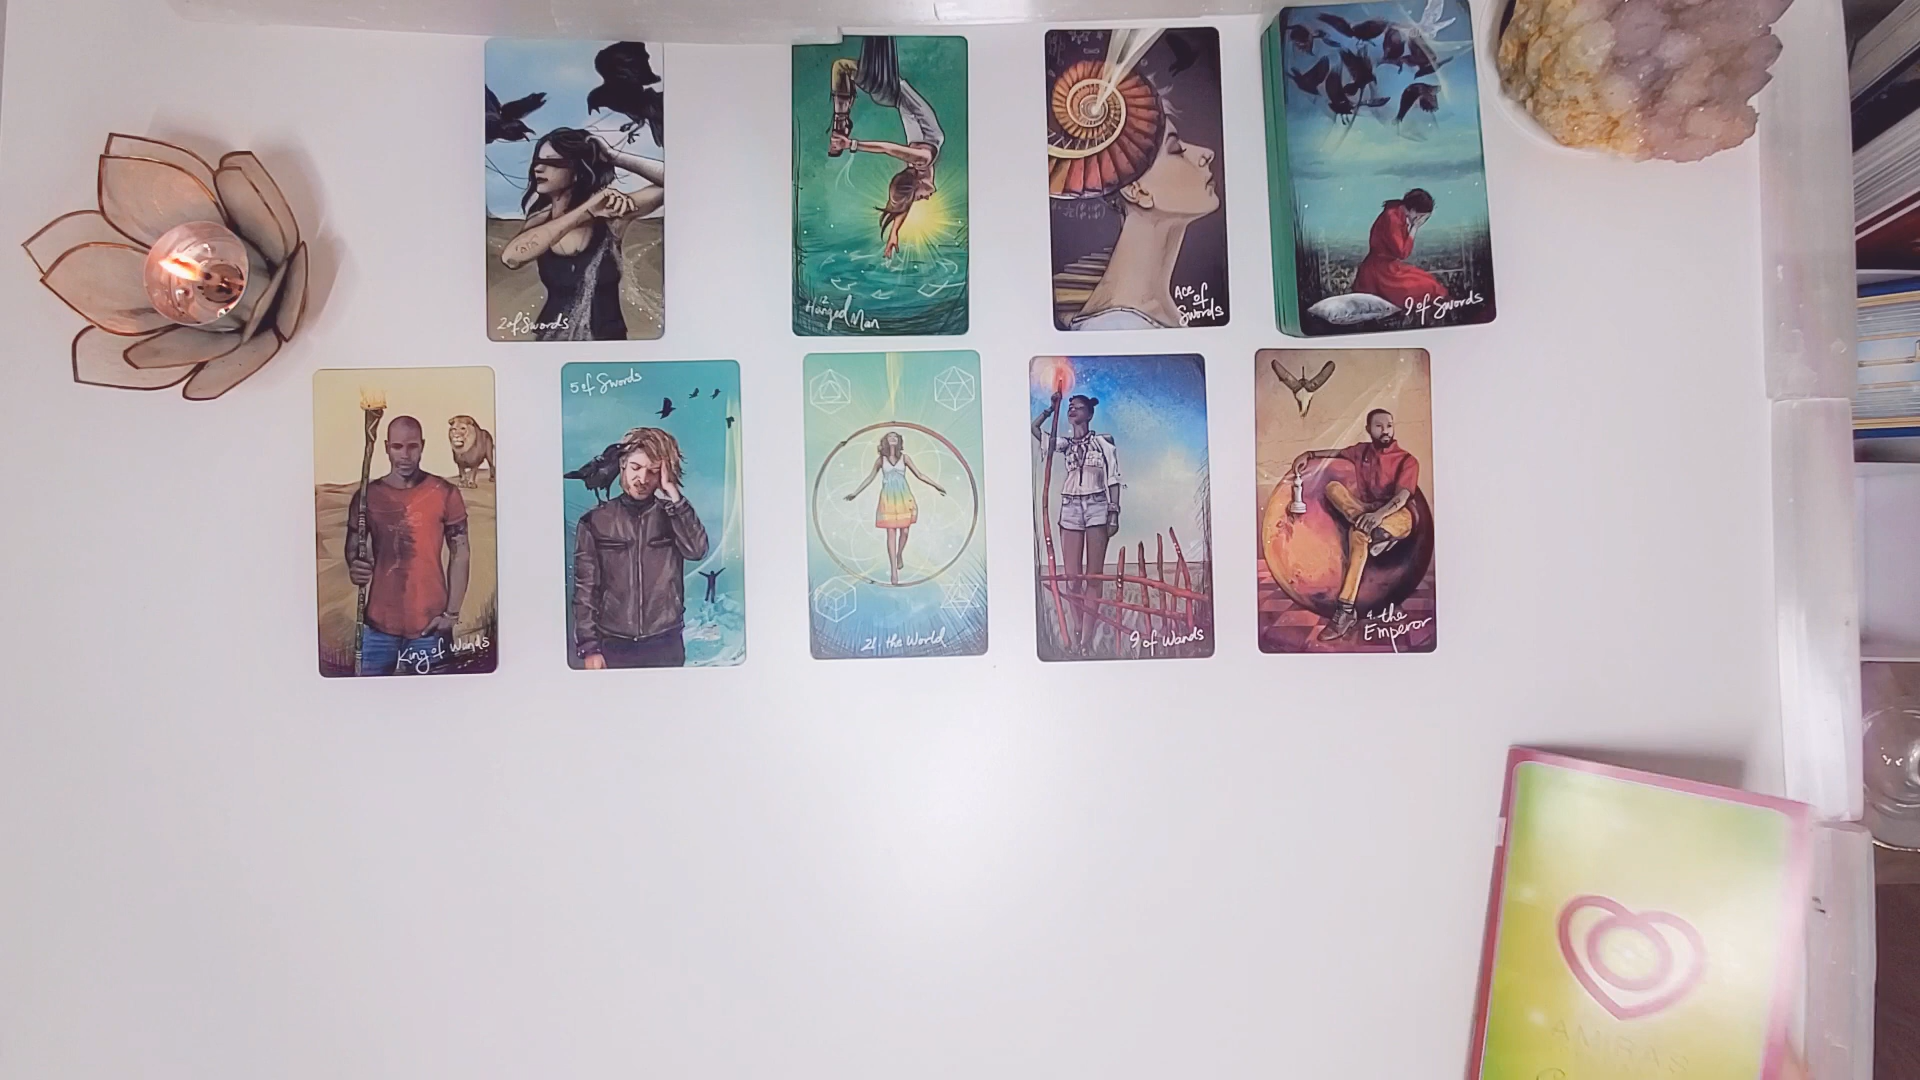 2 of Swords
12
Hanged Man
Ace
of
Swords
9 of Swords
King of Wands
5 of Swords
21 the World
9 of Wands
4. the
Emperor